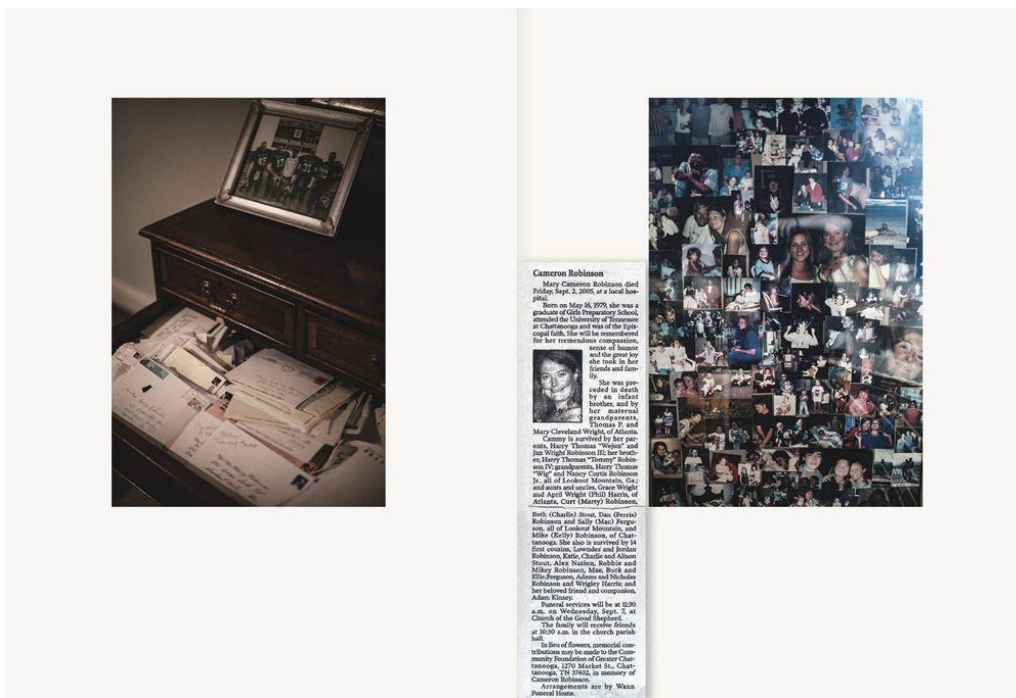 Cameron Robinson
Mary Cameron Robinson died
Friday, Sept. 2, 2005, at a local hos-
pital.
Born on May 16, 1979, she was a
graduate of Girls Preparatory School,
attended the University of Tennessee
at Chattanooga and was of the Epis-
copal faith. She will be remembered
for her tremendous compassion,
sense of humor
and the great joy
she took in her
friends and fam-
ily.
She was pre-
ceded in death
by an infant
brother, and by
her maternal
grandparents,
Thomas P. and
Mary Cleveland Wright, of Atlanta.
Cammy is survived by her par-
ents, Harry Thomas "Wejun" and
Jan Wright Robinson III; her broth-
er, Harry Thomas "Tommy" Robin-
son IV; grandparents, Harry Thomas
"Wig" and Nancy Curtis Robinson
Jr., all of Lookout Mountain, Ga.;
and aunts and uncles, Grace Wright
and April Wright (Phil) Harris, of
Atlanta, Curt (Marty) Robinson,
Beth (Charlie) Stout, Dan (Ferris)
Robinson and Sally (Mac) Fergu-
son, all of Lookout Mountain, and
Mike (Kelly) Robinson, of Chat-
tanooga. She also is survived by 14
first cousins, Lowndes and Jordan
Robinson, Katie, Charlie and Alison
Stout, Alex Nation, Robbie and
Mikey Robinson, Mae, Buck and
Ellie Ferguson, Adams and Nicholas
Robinson and Wrigley Harris; and
her beloved friend and companion,
Adam Kinsey.
Funeral services will be at 11:30
a.m. on Wednesday, Sept. 7, at
Church of the Good Shepherd.
The family will receive friends
at 10:30 a.m. in the church parish
hall.
In lieu of flowers, memorial con-
tributions may be made to the Com-
munity Foundation of Greater Chat-
tanooga, 1270 Market St., Chat-
tanooga, TN 37402, in memory of
Cameron Robinson.
Arrangements are by Wann
Funeral Home.